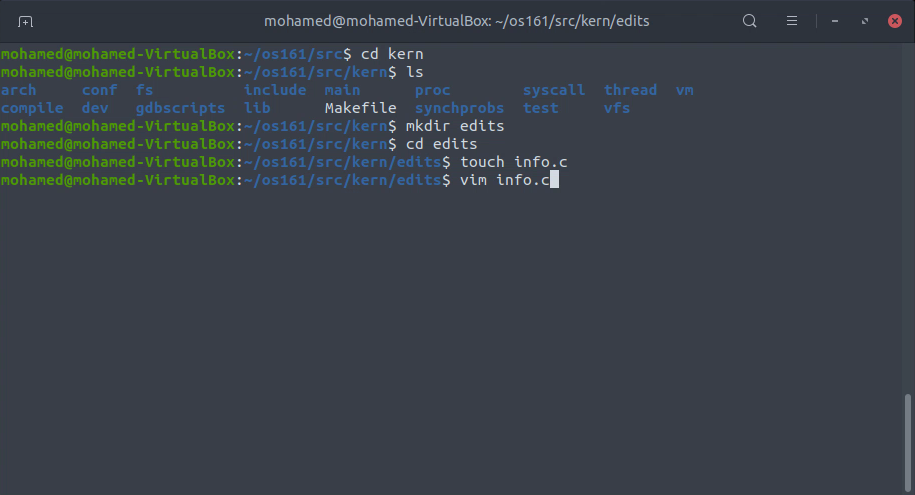 mohamed@mohamed-VirtualBox: ~/os161/src/kern/edits
mohamed@mohamed-VirtualBox:~/os161/src$ cd kern
mohamed@mohamed-VirtualBox:~/os161/src/kern$ ls
arch conf fs include main proc syscall thread vm
compile dev gdbscripts lib Makefile synchprobs test vfs
mohamed@mohamed-VirtualBox:~/os161/src/kern$ mkdir edits
mohamed@mohamed-VirtualBox:~/os161/src/kern$ cd edits
mohamed@mohamed-VirtualBox:~/os161/src/kern/edits$ touch info.c
mohamed@mohamed-VirtualBox:~/os161/src/kern/edits$ vim info.c